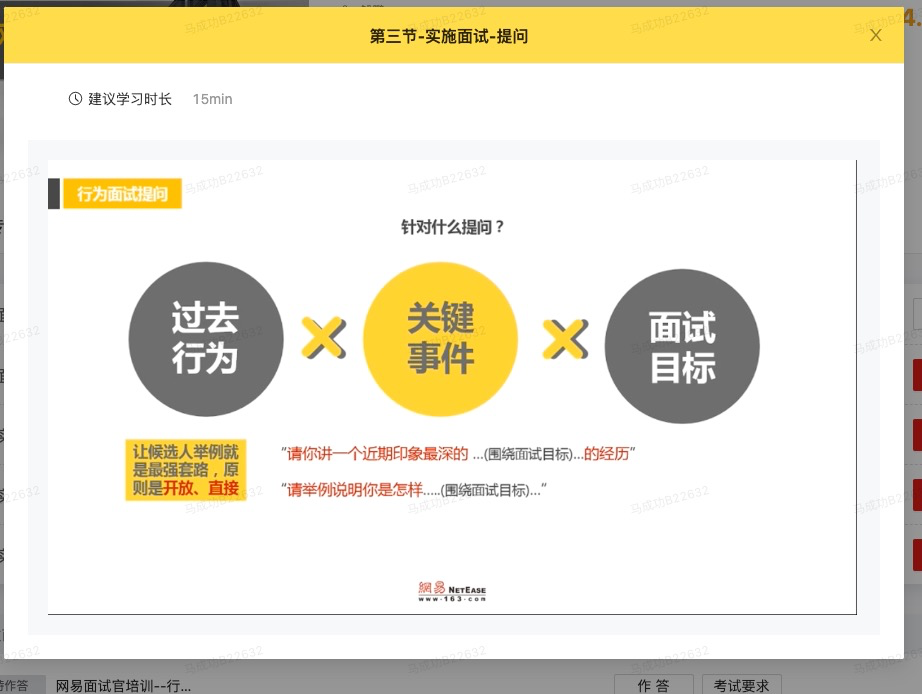 第三节-实施面试-提问
X
建议学习时长 15min
行为面试提问
针对什么提问？
过去
行为
关键
事件
面试
目标
让候选人举例就
是最强套路，原
则是开放、直接
“请你讲一个近期印象最深的 ...(围绕面试目标)...的经历”
“请举例说明你是怎样.....(围绕面试目标)...”
網易 NETEASE
www.163.com
待作答 网易面试官培训--行... 作 答 考试要求
马成功B22632